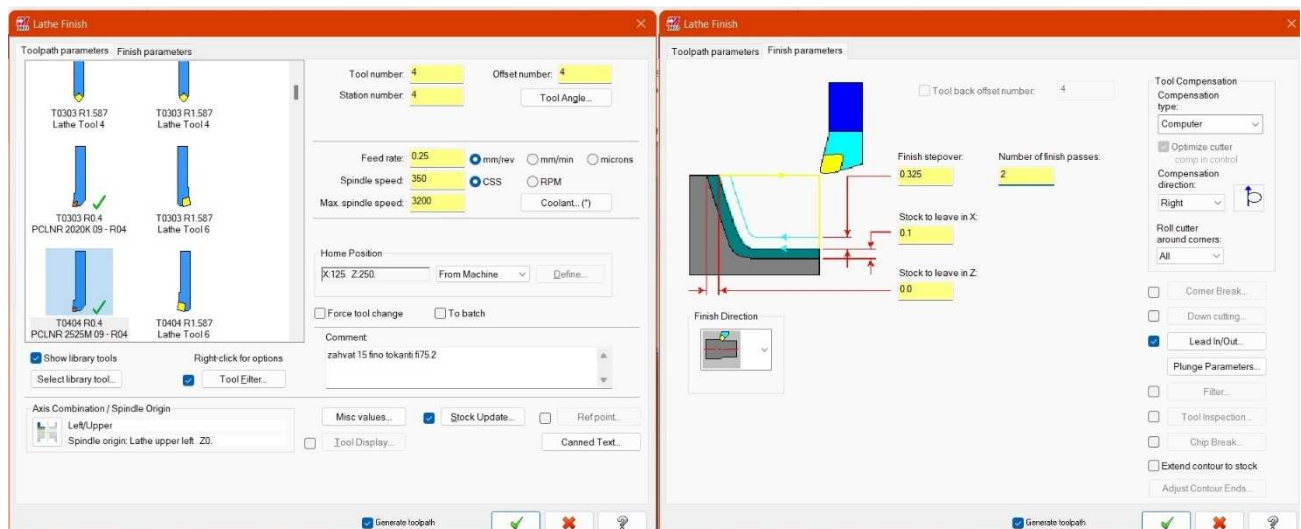 Lathe Finish
Toolpath parameters Finish parameters
T0303 R1.587 T0303 R1.587
Lathe Tool 4 Lathe Tool 4
T0303 R0.4 T0303 R1.587
PCLNR 2020K 09 - R04 Lathe Tool 6
T0404 R0.4 T0404 R1.587
PCLNR 2525M 09 - R04 Lathe Tool 6
Show library tools Right-click for options
Select library tool... Tool Filter...
Axis Combination / Spindle Origin
Left/Upper
Spindle origin: Lathe upper left Z0.
Tool number: 4 Offset number: 4
Station number: 4 Tool Angle...
Feed rate: 0.25 mm/rev mm/min microns
Spindle speed: 350 CSS RPM
Max. spindle speed: 3200 Coolant... (*)
Home Position
X:125. Z:250. From Machine Define...
Force tool change To batch
Comment:
zahvat 15 fino tokariti fi75.2
Misc values... Stock Update... Ref point...
Tool Display... Canned Text...
Generate toolpath
Lathe Finish
Toolpath parameters Finish parameters
Tool back offset number: 4
Finish stepover: Number of finish passes:
0.325 2
Stock to leave in X:
0.1
Stock to leave in Z:
0.0
Finish Direction
Tool Compensation
Compensation
type:
Computer
Optimize cutter
comp in control
Compensation
direction:
Right
Roll cutter
around corners:
All
Corner Break...
Down cutting...
Lead In/Out...
Plunge Parameters...
Filter...
Tool Inspection...
Chip Break...
Extend contour to stock
Adjust Contour Ends...
Generate toolpath